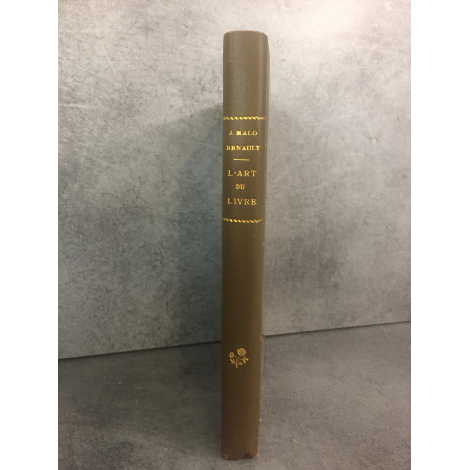 J. MALO
RENAULT
L'ART
DU
LIVRE